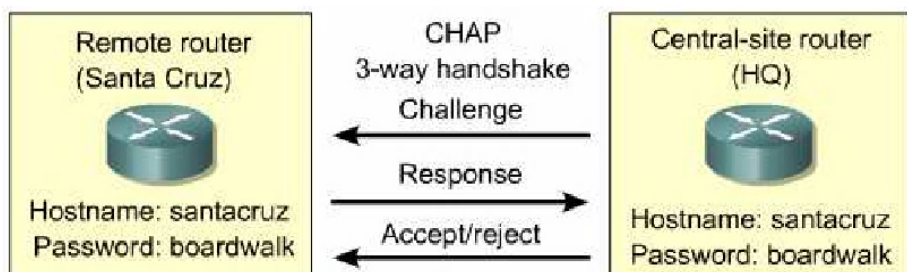 Remote router
(Santa Cruz)
Hostname: santacruz
Password: boardwalk
CHAP
3-way handshake
Challenge
Response
Accept/reject
Central-site router
(HQ)
Hostname: santacruz
Password: boardwalk